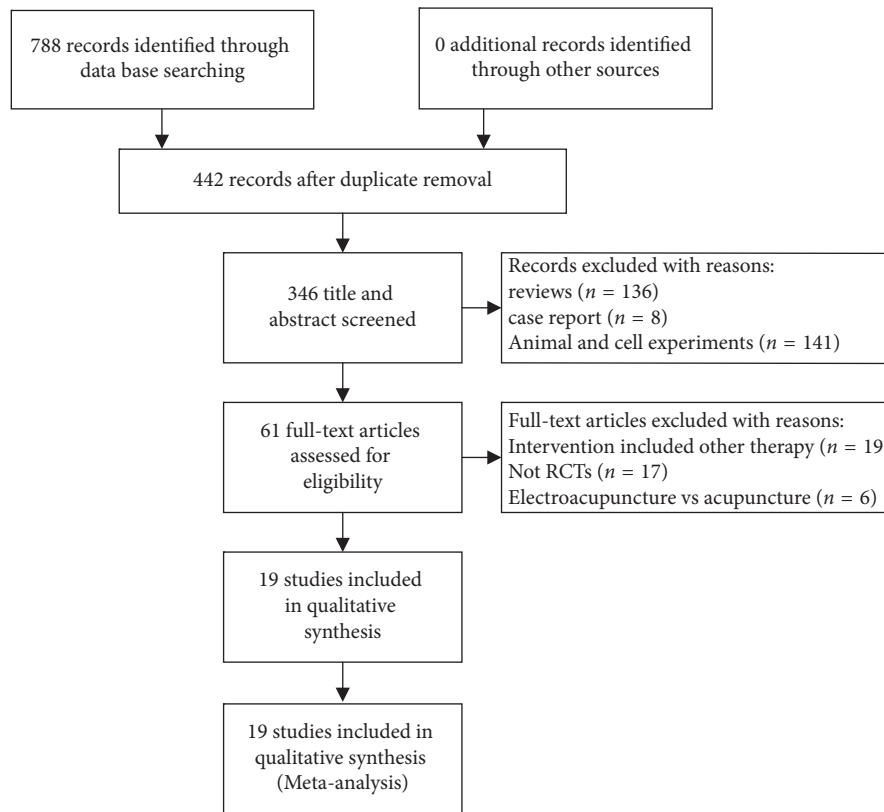 788 records identified through
data base searching
0 additional records identified
through other sources
442 records after duplicate removal
346 title and
abstract screened
Records excluded with reasons:
reviews (n = 136)
case report (n = 8)
Animal and cell experiments (n = 141)
61 full-text articles
assessed for
eligibility
Full-text articles excluded with reasons:
Intervention included other therapy (n = 19
Not RCTs (n = 17)
Electroacupuncture vs acupuncture (n = 6)
19 studies included
in qualitative
synthesis
19 studies included in
qualitative synthesis
(Meta-analysis)